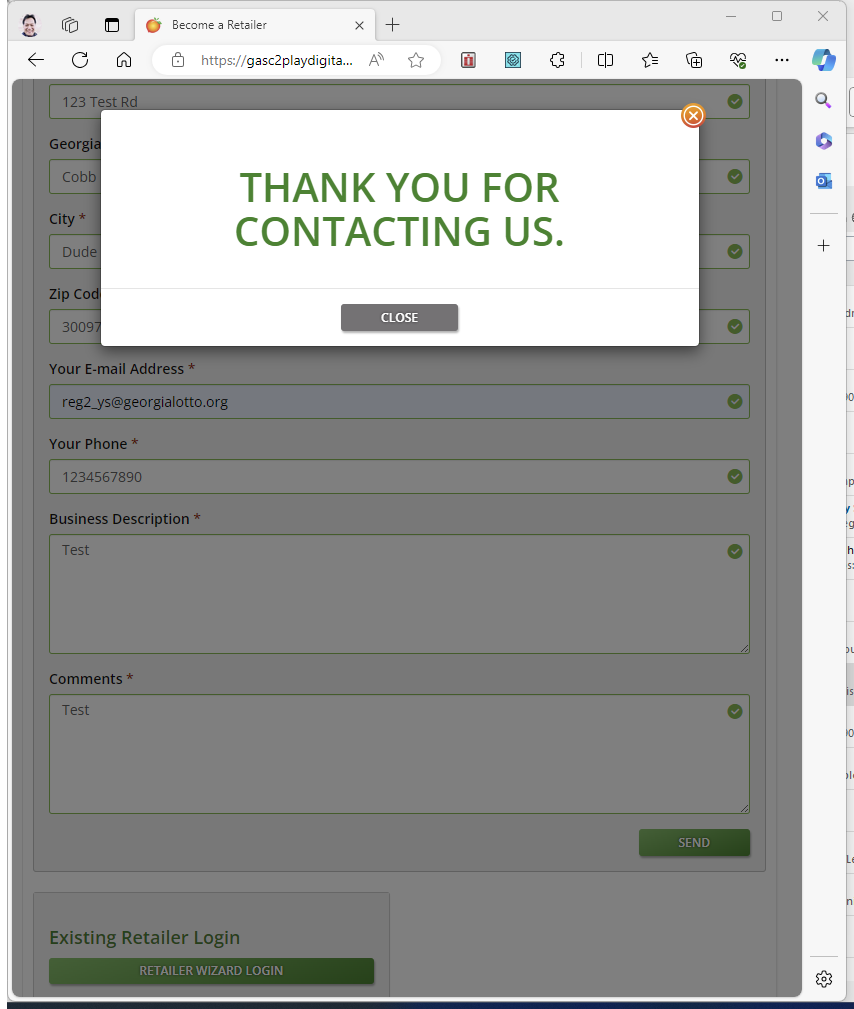 Become a Retailer
https://gasc2playdigita...
123 Test Rd
Georgia
Cobb
City *
Dude
Zip Cod
30097
THANK YOU FOR
CONTACTING US.
CLOSE
Your E-mail Address *
reg2_ys@georgialotto.org
Your Phone *
1234567890
Business Description *
Test
Comments *
Test
SEND
Existing Retailer Login
RETAILER WIZARD LOGIN